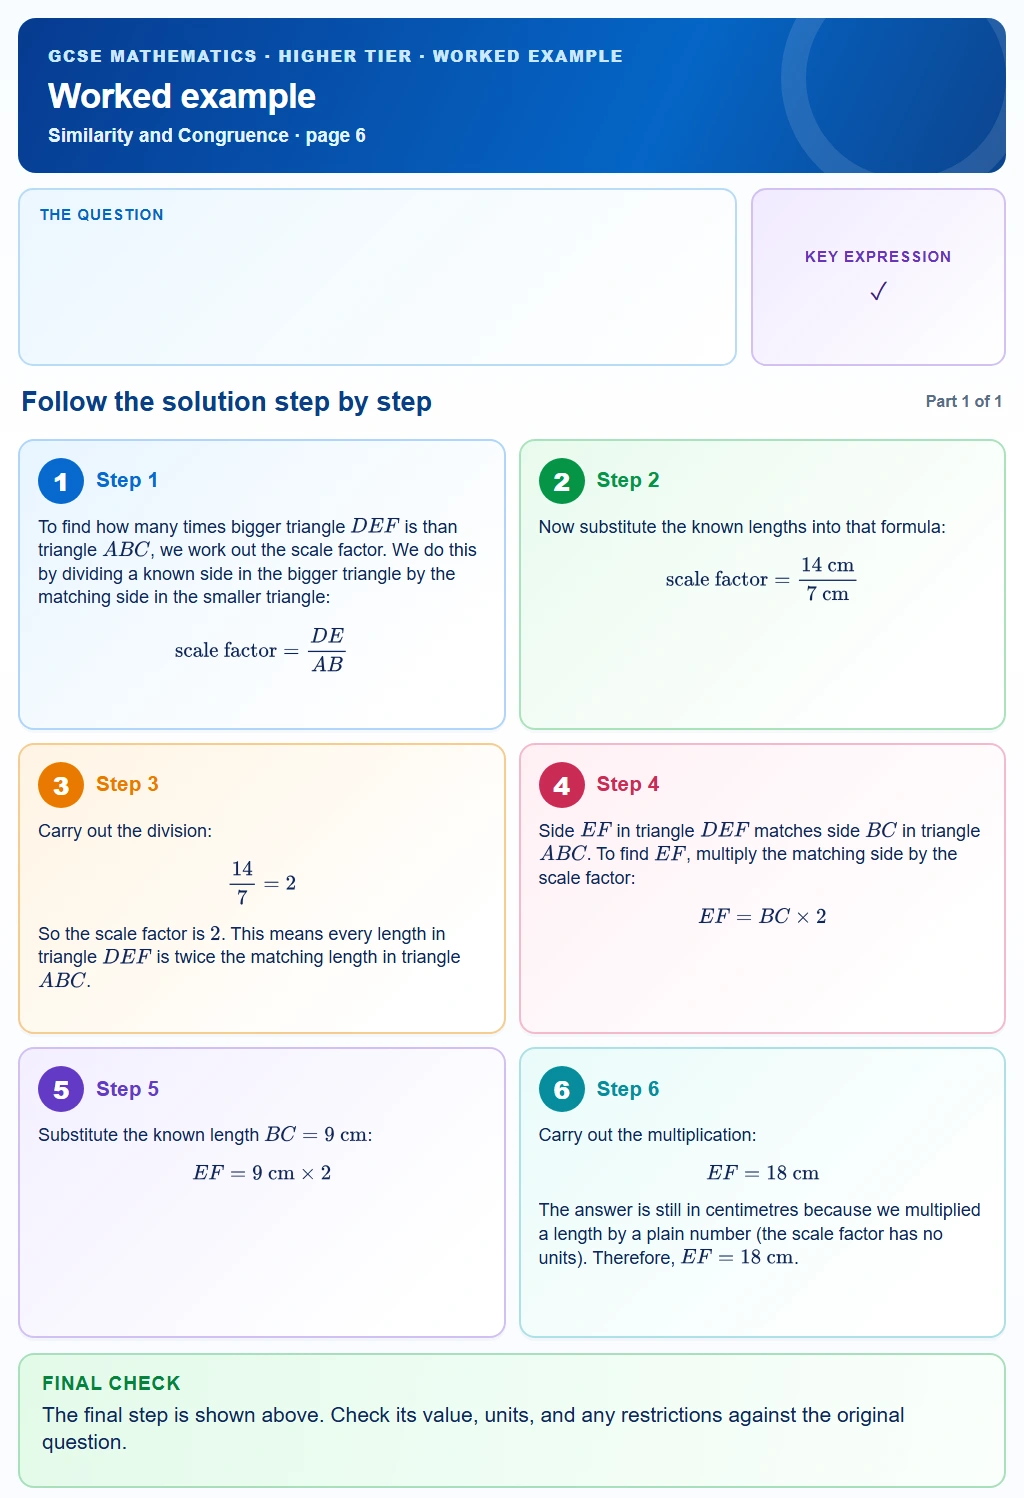 GCSE MATHEMATICS · HIGHER TIER · WORKED EXAMPLE
Worked example
Similarity and Congruence · page 6
THE QUESTION
KEY EXPRESSION
✓
Follow the solution step by step
Part 1 of 1
1 Step 1
To find how many times bigger triangle DEF is than
triangle ABC, we work out the scale factor. We do this
by dividing a known side in the bigger triangle by the
matching side in the smaller triangle:
scale factor = DE/AB
2 Step 2
Now substitute the known lengths into that formula:
scale factor = 14 cm/7 cm
3 Step 3
Carry out the division:
14/7 = 2
So the scale factor is 2. This means every length in
triangle DEF is twice the matching length in triangle
ABC.
4 Step 4
Side EF in triangle DEF matches side BC in triangle
ABC. To find EF, multiply the matching side by the
scale factor:
EF = BC × 2
5 Step 5
Substitute the known length BC = 9 cm:
EF = 9 cm × 2
6 Step 6
Carry out the multiplication:
EF = 18 cm
The answer is still in centimetres because we multiplied
a length by a plain number (the scale factor has no
units). Therefore, EF = 18 cm.
FINAL CHECK
The final step is shown above. Check its value, units, and any restrictions against the original
question.